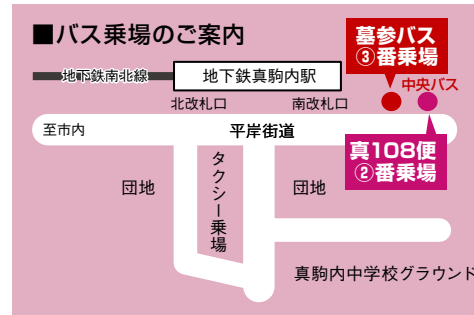 ■バス乗場のご案内
墓参バス
③番乗場
地下鉄南北線
地下鉄真駒内駅
中央バス
北改札口
南改札口
至市内
平岸街道
真108便
②番乗場
団地
タクシー乗場
団地
真駒内中学校グラウンド